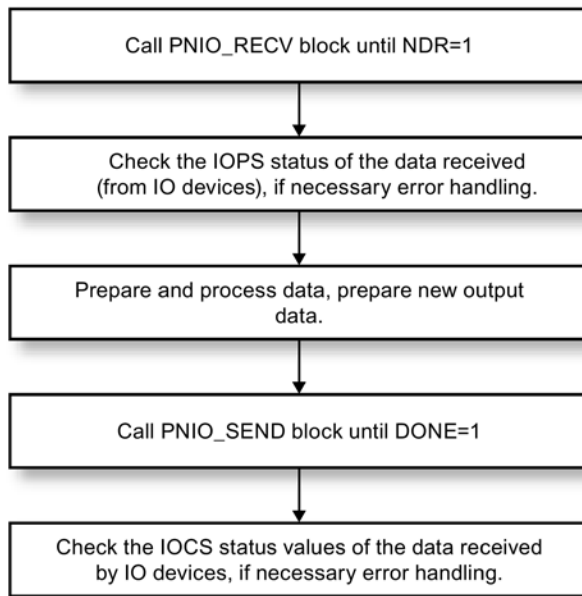 Call PNIO_RECV block until NDR=1
Check the IOPS status of the data received
(from IO devices), if necessary error handling.
Prepare and process data, prepare new output
data.
Call PNIO_SEND block until DONE=1
Check the IOCS status values of the data received
by IO devices, if necessary error handling.